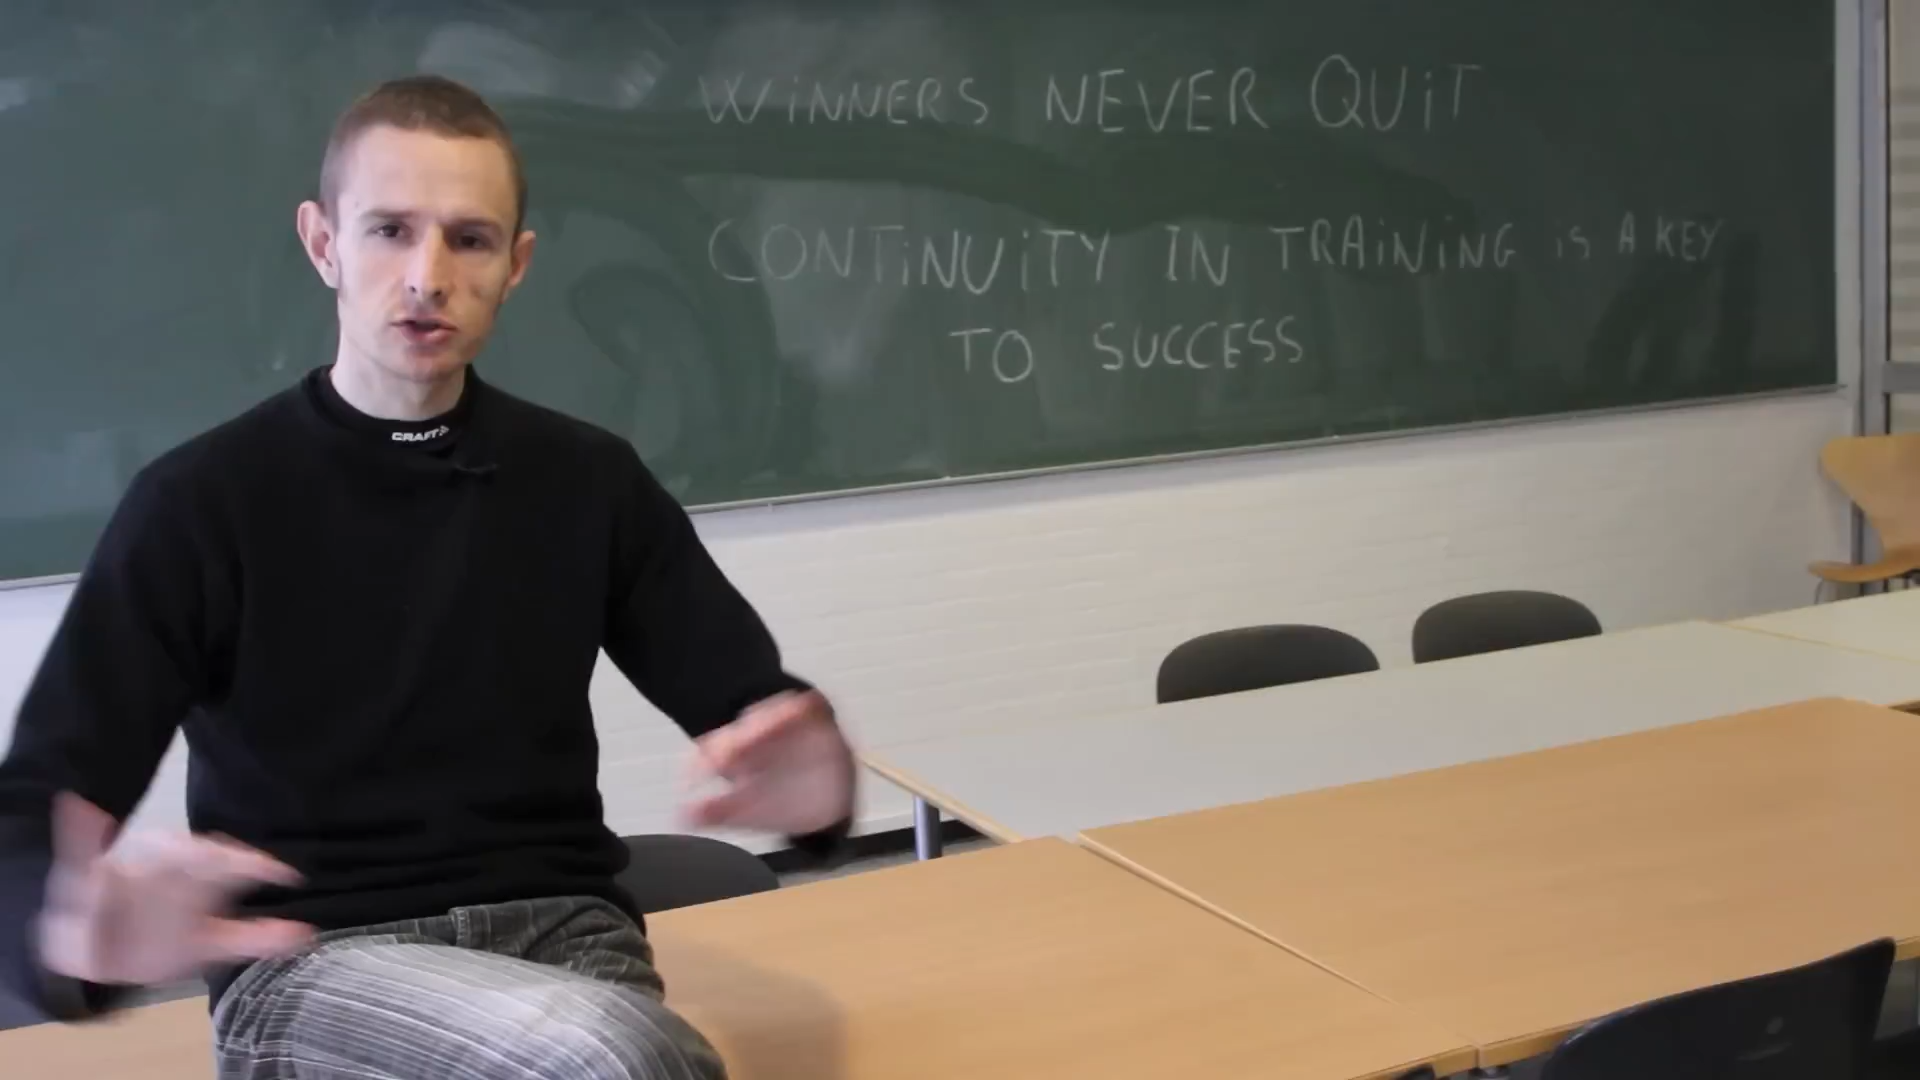 WiNNERS NEVER QUiT
CONTiNUiTY IN TRAiNiNG iS A KEY
TO SUCCESS
CRAFT